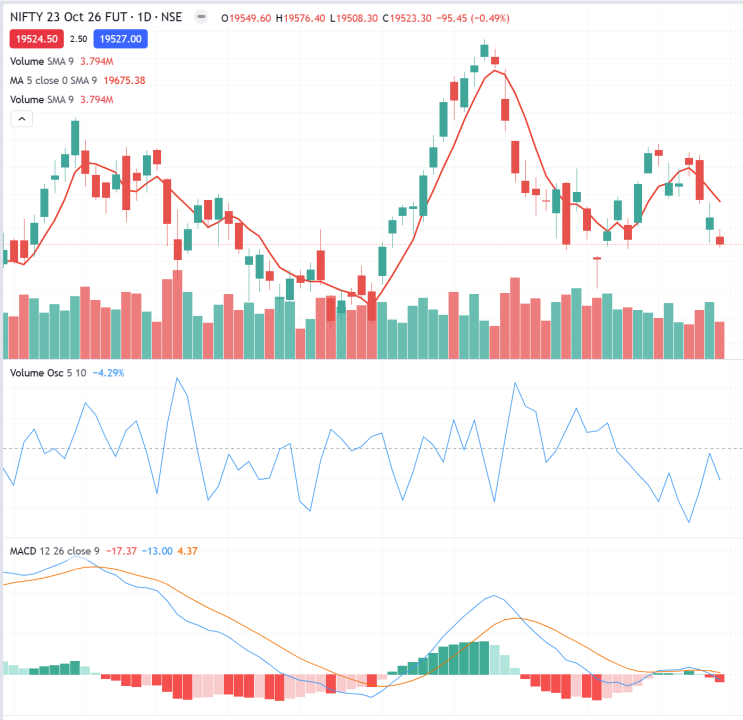 NIFTY 23 Oct 26 FUT · 1D · NSE O19549.60 H19576.40 L19508.30 C19523.30 −95.45 (−0.49%)
19524.50 2.50 19527.00
Volume SMA 9 3.794M
MA 5 close 0 SMA 9 19675.38
Volume SMA 9 3.794M
Volume Osc 5 10 −4.29%
MACD 12 26 close 9 −17.37 −13.00 4.37